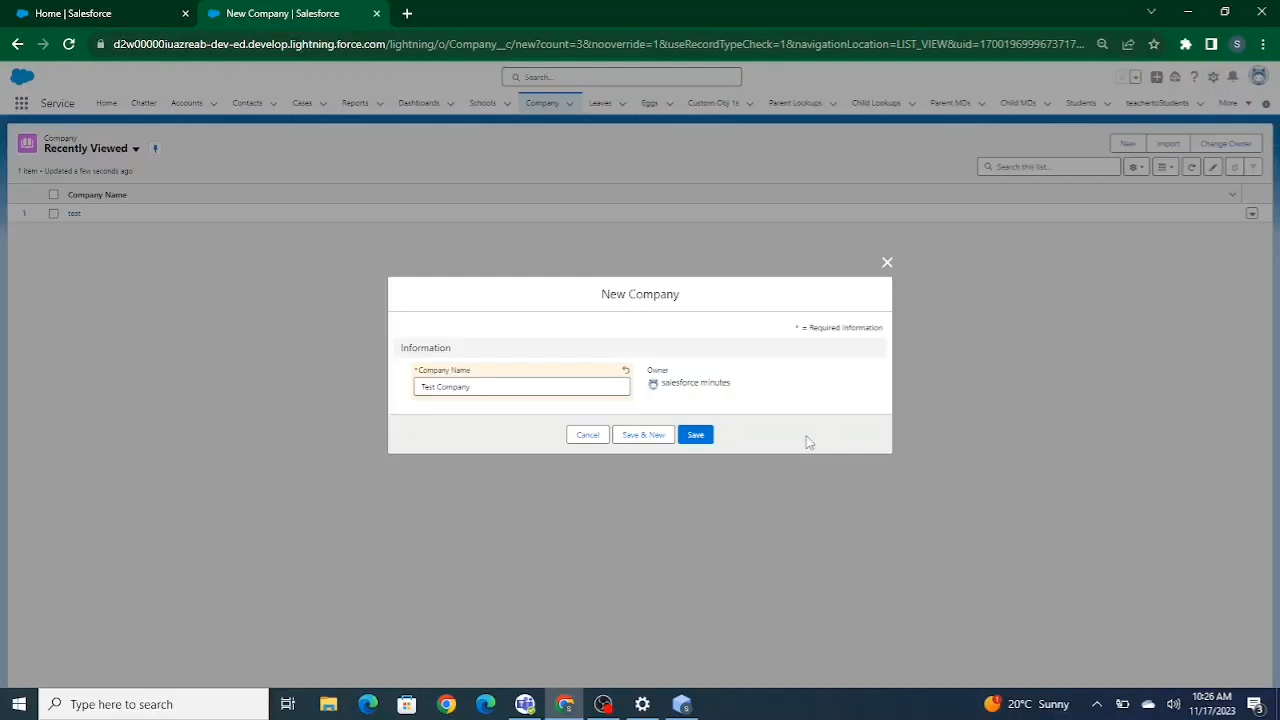 Home | Salesforce
New Company | Salesforce
d2w00000iuazreab-dev-ed.develop.lightning.force.com/lightning/o/Company__c/new?count=3&nooverride=1&useRecordTypeCheck=1&navigationLocation=LIST_VIEW&uid=1700196999673717...
S
Search...
Service Home Chatter Accounts Contacts Cases Reports Dashboards Schools Company Leaves Eggs Custom Obj 1s Parent Lookups Child Lookups Parent MDs Child MDs Students teachertoStudents More
Company
Recently Viewed
New Import Change Owner
1 item • Updated a few seconds ago
Search this list...
Company Name
1 test
New Company
* = Required Information
Information
*Company Name
Owner
Test Company
salesforce minutes
Cancel Save & New Save
Type here to search
20°C Sunny
10:26 AM
11/17/2023
3